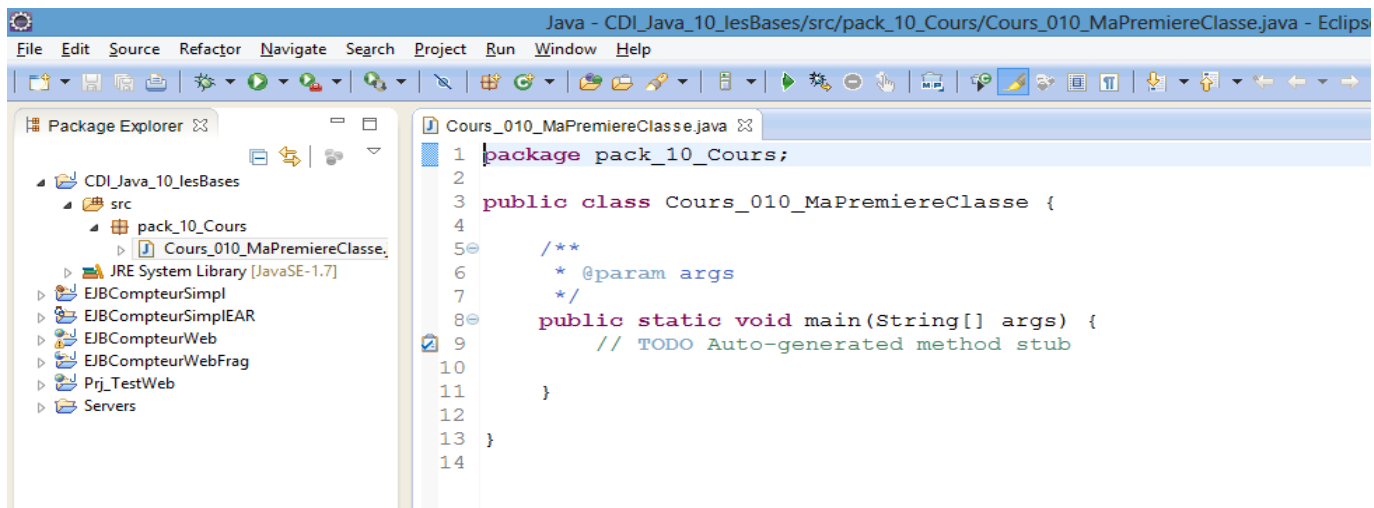 Java - CDI_Java_10_lesBases/src/pack_10_Cours/Cours_010_MaPremiereClasse.java - Eclips
File Edit Source Refactor Navigate Search Project Run Window Help
Package Explorer
CDI_Java_10_lesBases
src
pack_10_Cours
Cours_010_MaPremiereClasse.j
JRE System Library [JavaSE-1.7]
EJBCompteurSimpl
EJBCompteurSimplEAR
EJBCompteurWeb
EJBCompteurWebFrag
Prj_TestWeb
Servers
Cours_010_MaPremiereClasse.java
1 package pack_10_Cours;
2
3 public class Cours_010_MaPremiereClasse {
4
5 /**
6 * @param args
7 */
8 public static void main(String[] args) {
9 // TODO Auto-generated method stub
10
11 }
12
13 }
14